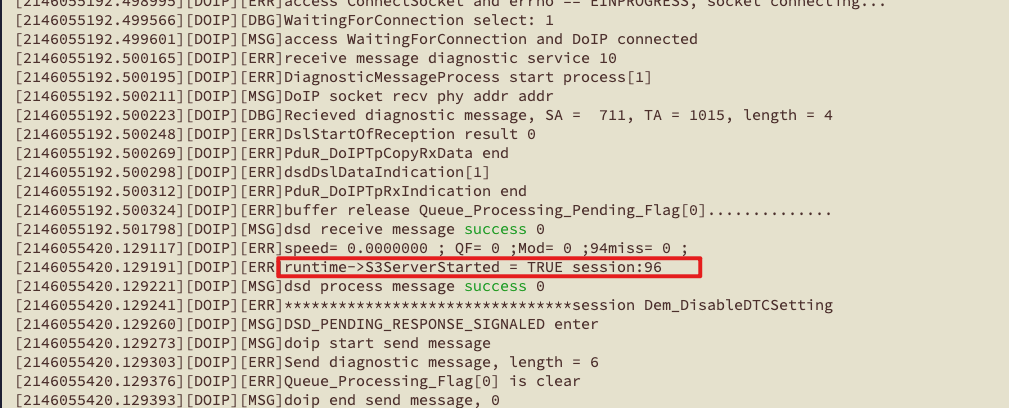 [2146055192.498995][DOIP][ERR]access ConnectSocket and errno == EINPROGRESS, socket connecting...
[2146055192.499566][DOIP][DBG]WaitingForConnection select: 1
[2146055192.499601][DOIP][MSG]access WaitingForConnection and DoIP connected
[2146055192.500165][DOIP][ERR]receive message diagnostic service 10
[2146055192.500195][DOIP][ERR]DiagnosticMessageProcess start process[1]
[2146055192.500211][DOIP][MSG]DoIP socket recv phy addr addr
[2146055192.500223][DOIP][DBG]Recieved diagnostic message, SA =  711, TA = 1015, length = 4
[2146055192.500248][DOIP][ERR]DslStartOfReception result 0
[2146055192.500269][DOIP][ERR]PduR_DoIPTpCopyRxData end
[2146055192.500298][DOIP][ERR]dsdDslDataIndication[1]
[2146055192.500312][DOIP][ERR]PduR_DoIPTpRxIndication end
[2146055192.500324][DOIP][ERR]buffer release Queue_Processing_Pending_Flag[0]..............
[2146055192.501798][DOIP][MSG]dsd receive message success 0
[2146055420.129117][DOIP][ERR]speed= 0.0000000 ; QF= 0 ;Mod= 0 ;94miss= 0 ;
[2146055420.129191][DOIP][ERR]runtime->S3ServerStarted = TRUE session:96
[2146055420.129221][DOIP][MSG]dsd process message success 0
[2146055420.129241][DOIP][ERR]********************************session Dem_DisableDTCSetting
[2146055420.129260][DOIP][MSG]DSD_PENDING_RESPONSE_SIGNALED enter
[2146055420.129273][DOIP][MSG]doip start send message
[2146055420.129303][DOIP][ERR]Send diagnostic message, length = 6
[2146055420.129376][DOIP][ERR]Queue_Processing_Flag[0] is clear
[2146055420.129393][DOIP][MSG]doip end send message, 0